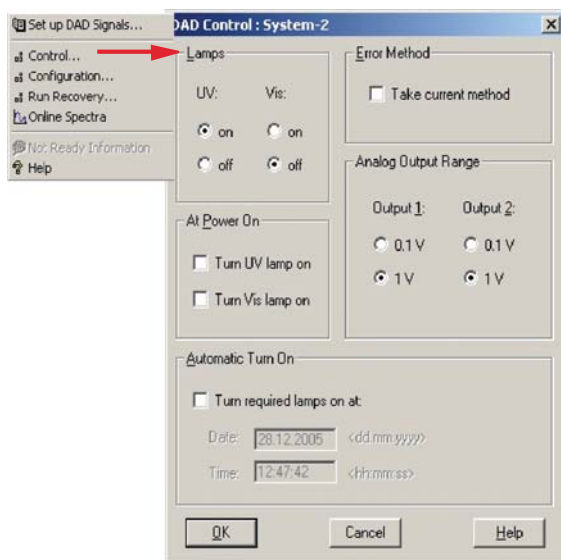 Set up DAD Signals...
Control...
Configuration...
Run Recovery...
Online Spectra
Not Ready Information
Help
DAD Control : System-2
Lamps
UV: Vis:
on on
off off
At Power On
Turn UV lamp on
Turn Vis lamp on
Error Method
Take current method
Analog Output Range
Output 1: Output 2:
0.1 V 0.1 V
1 V 1 V
Automatic Turn On
Turn required lamps on at:
Date: 28.12.2005 <dd.mm.yyyy>
Time: 12:47:42 <hh:mm:ss>
OK Cancel Help